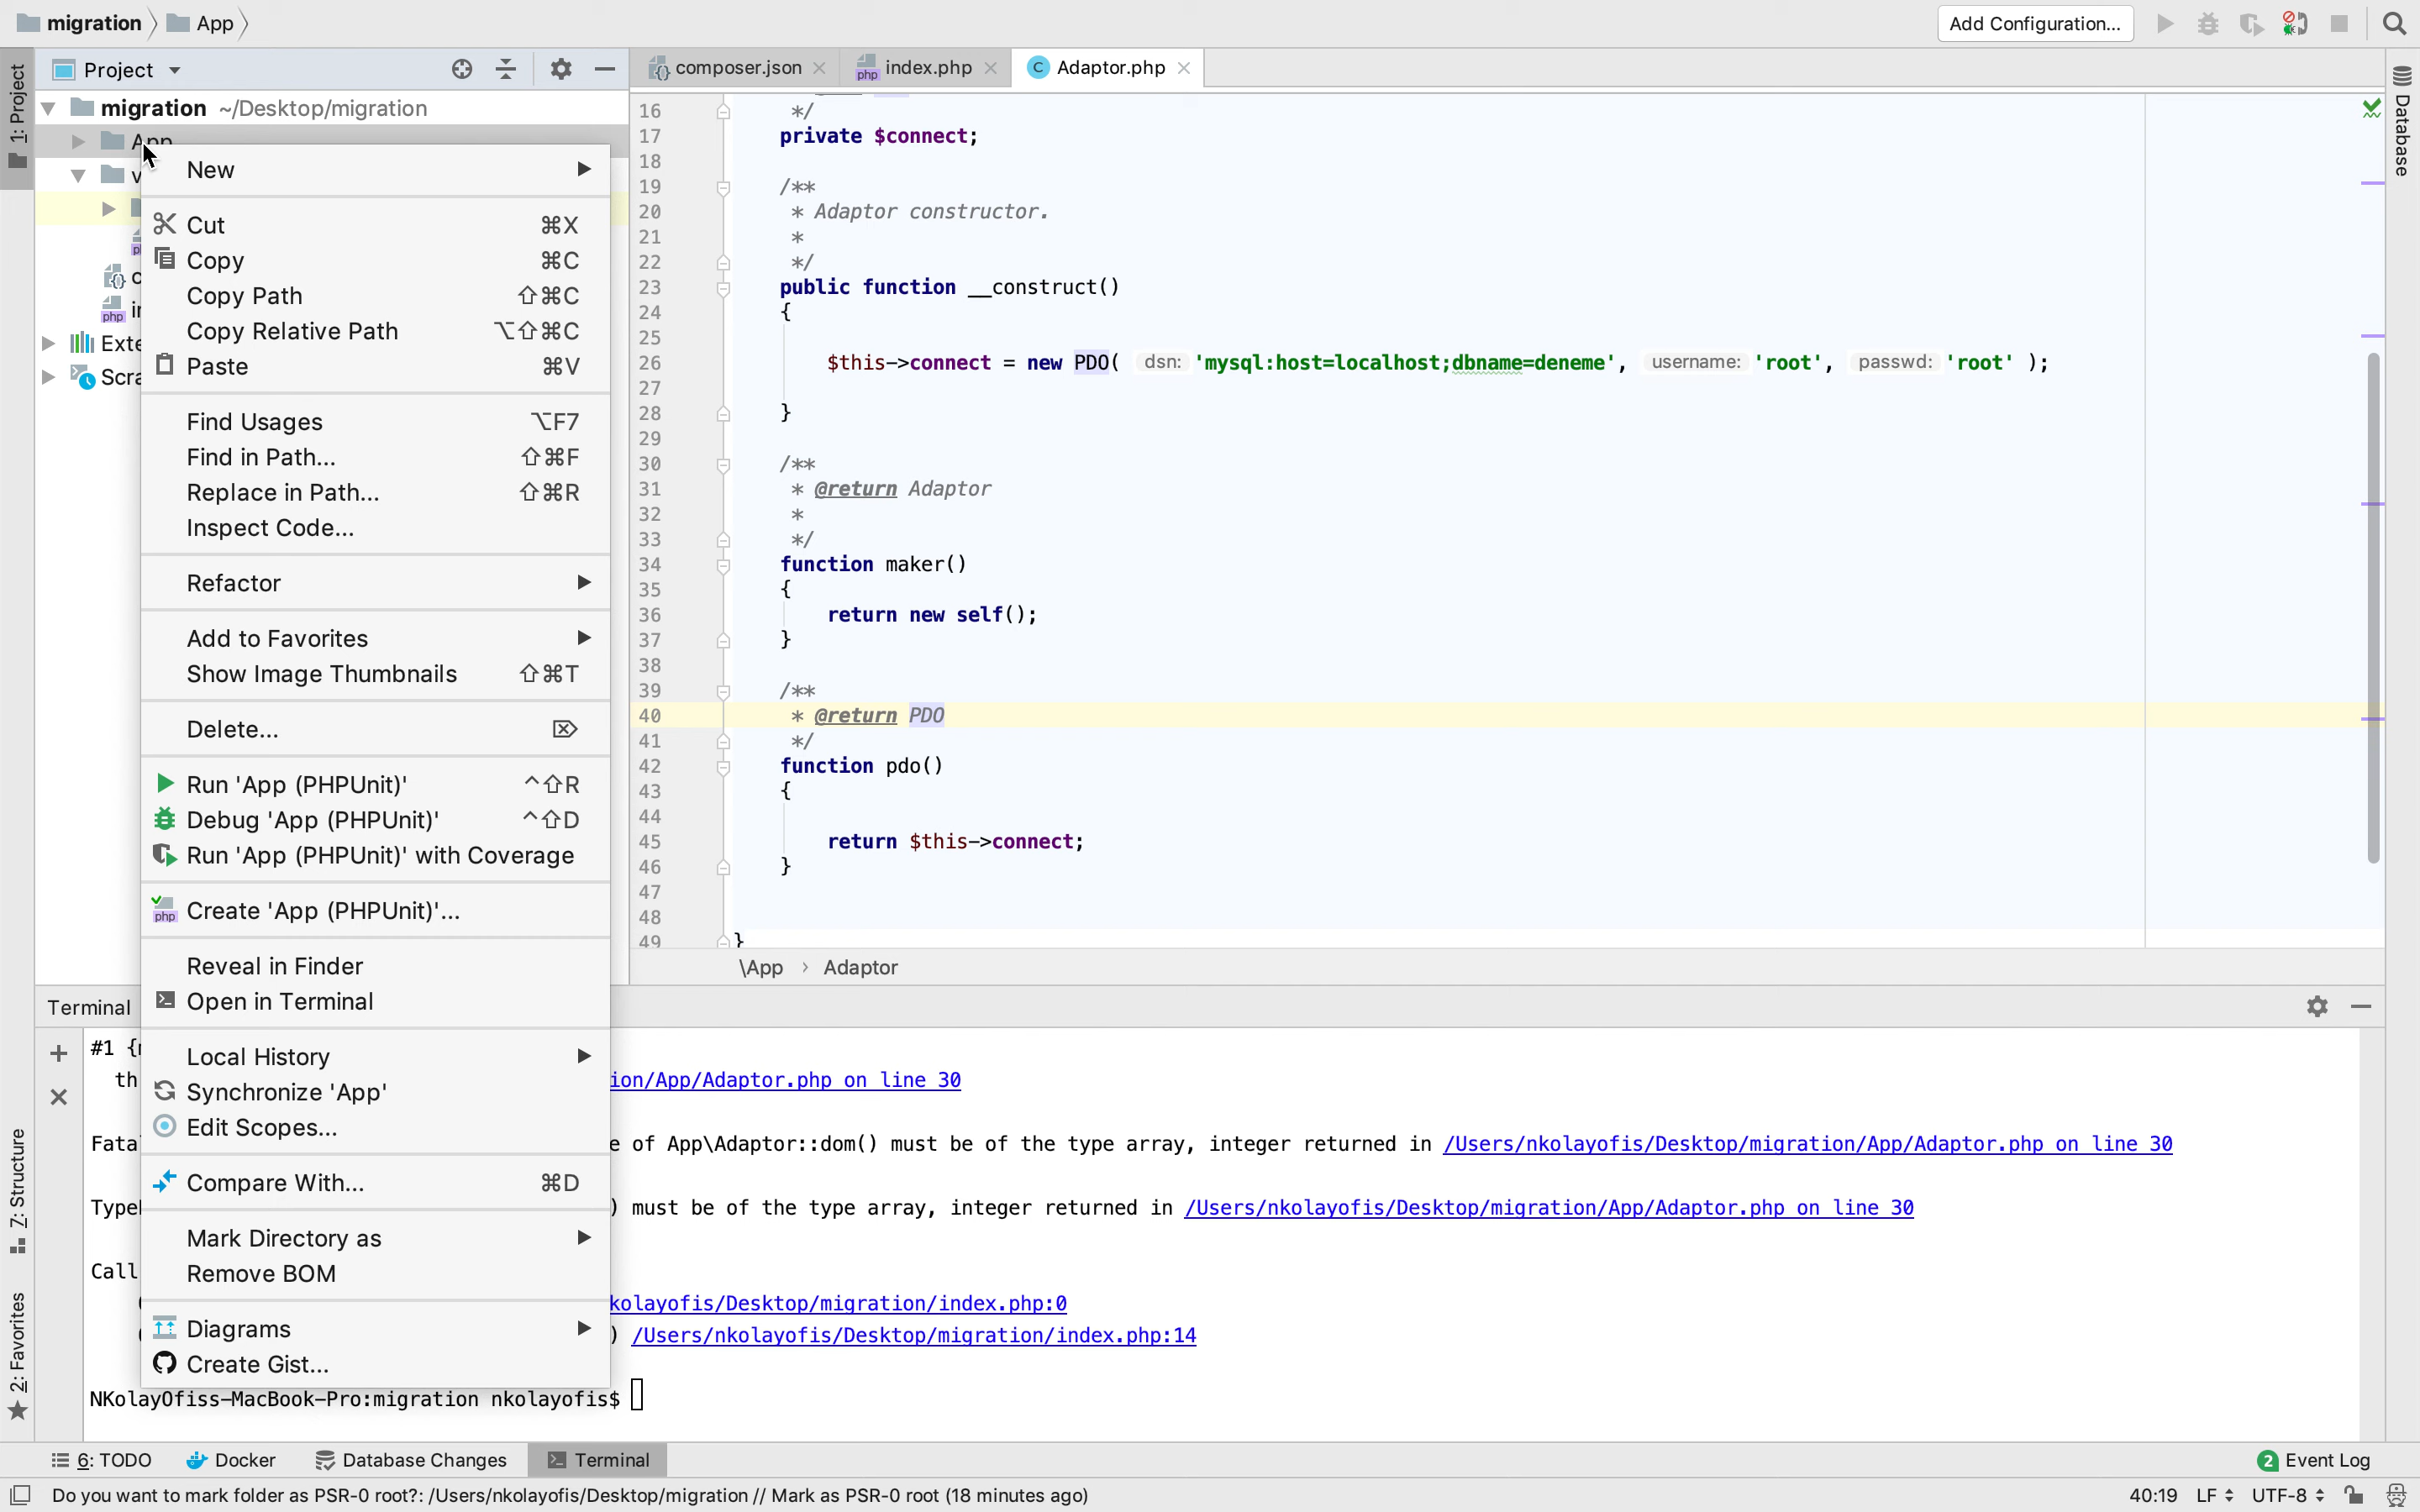 migration App Add Configuration...
1: Project
Project
composer.json index.php Adaptor.php
Database
migration ~/Desktop/migration
App
New
Cut ⌘X
Copy ⌘C
Copy Path ⇧⌘C
Copy Relative Path ⌥⇧⌘C
Paste ⌘V
Find Usages ⌥F7
Find in Path... ⇧⌘F
Replace in Path... ⇧⌘R
Inspect Code...
Refactor
Add to Favorites
Show Image Thumbnails ⇧⌘T
Delete... ⌦
Run 'App (PHPUnit)' ^⇧R
Debug 'App (PHPUnit)' ^⇧D
Run 'App (PHPUnit)' with Coverage
Create 'App (PHPUnit)'...
Reveal in Finder
Open in Terminal
Local History
Synchronize 'App'
Edit Scopes...
Compare With... ⌘D
Mark Directory as
Remove BOM
Diagrams
Create Gist...
16 */
17 private $connect;
18
19 /**
20 * Adaptor constructor.
21 *
22 */
23 public function __construct()
24 {
25
26 $this->connect = new PDO( dsn: 'mysql:host=localhost;dbname=deneme', username: 'root', passwd: 'root' );
27
28 }
29
30 /**
31 * @return Adaptor
32 *
33 */
34 function maker()
35 {
36 return new self();
37 }
38
39 /**
40 * @return PDO
41 */
42 function pdo()
43 {
44
45 return $this->connect;
46 }
47
48
49 }
\App › Adaptor
Terminal
#1 {
th ion/App/Adaptor.php on line 30
Fata e of App\Adaptor::dom() must be of the type array, integer returned in /Users/nkolayofis/Desktop/migration/App/Adaptor.php on line 30
Type ) must be of the type array, integer returned in /Users/nkolayofis/Desktop/migration/App/Adaptor.php on line 30
Call
kolayofis/Desktop/migration/index.php:0
) /Users/nkolayofis/Desktop/migration/index.php:14
NKolayOfiss-MacBook-Pro:migration nkolayofis$
7: Structure
2: Favorites
6: TODO Docker Database Changes Terminal 2 Event Log
Do you want to mark folder as PSR-0 root?: /Users/nkolayofis/Desktop/migration // Mark as PSR-0 root (18 minutes ago) 40:19 LF UTF-8